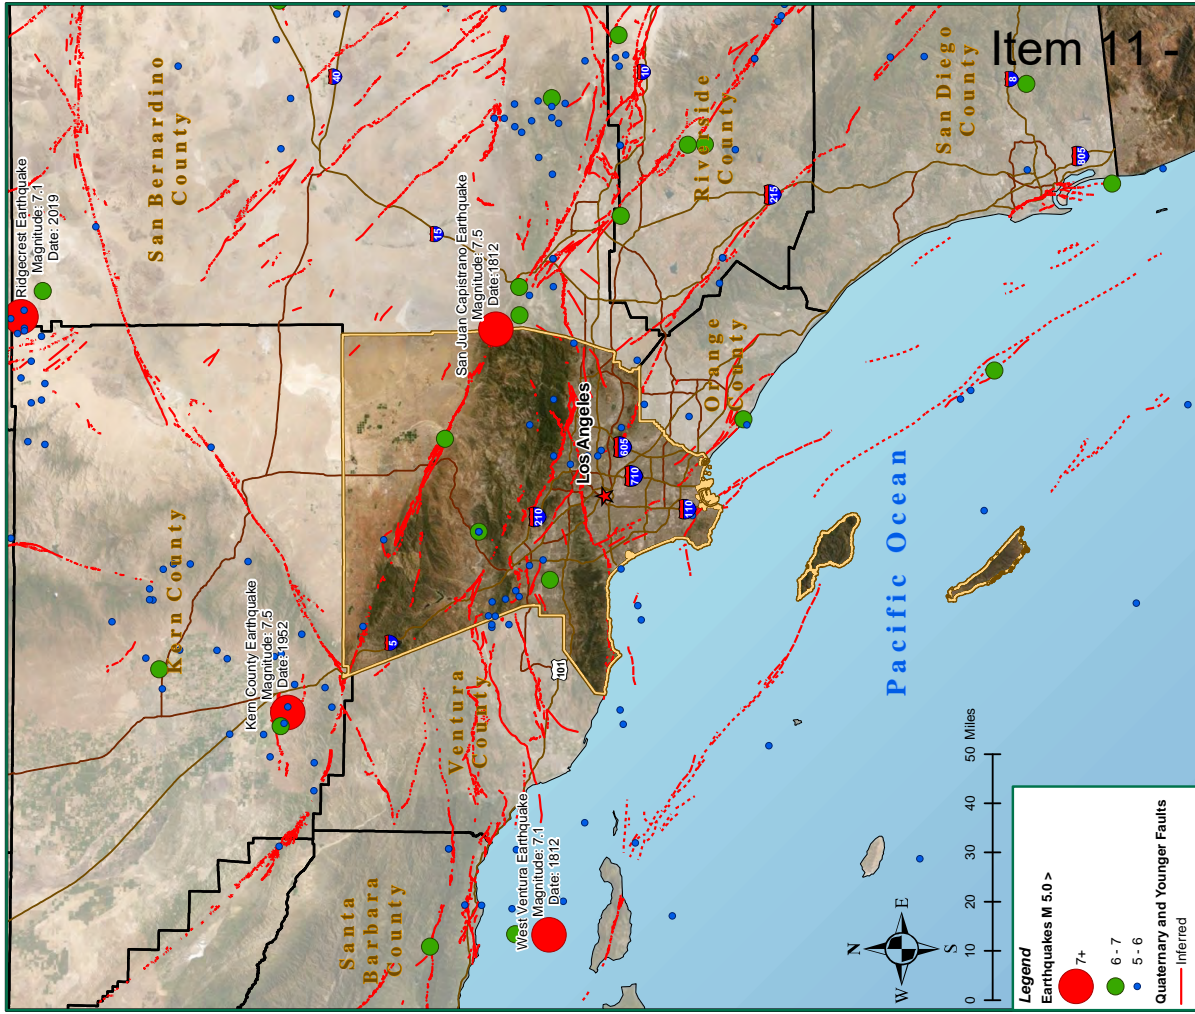 Item 11 -
San Bernardino
County
40
Ridgecrest Earthquake
Magnitude: 7.1
Date: 2019
15
San Juan Capistrano Earthquake
Magnitude: 7.5
Date:1812
10
Riverside
County
215
San Diego
County
8
805
Kern County
Kern County Earthquake
Magnitude: 7.5
Date: 1952
5
Los Angeles
210
605
710
110
Orange
County
Ventura
County
101
Pacific Ocean
Santa
Barbara
County
West Ventura Earthquake
Magnitude: 7.1
Date: 1812
N
W E
S
0 10 20 30 40 50 Miles
Legend
Earthquakes M 5.0 >
7+
6 - 7
5 - 6
Quaternary and Younger Faults
Inferred